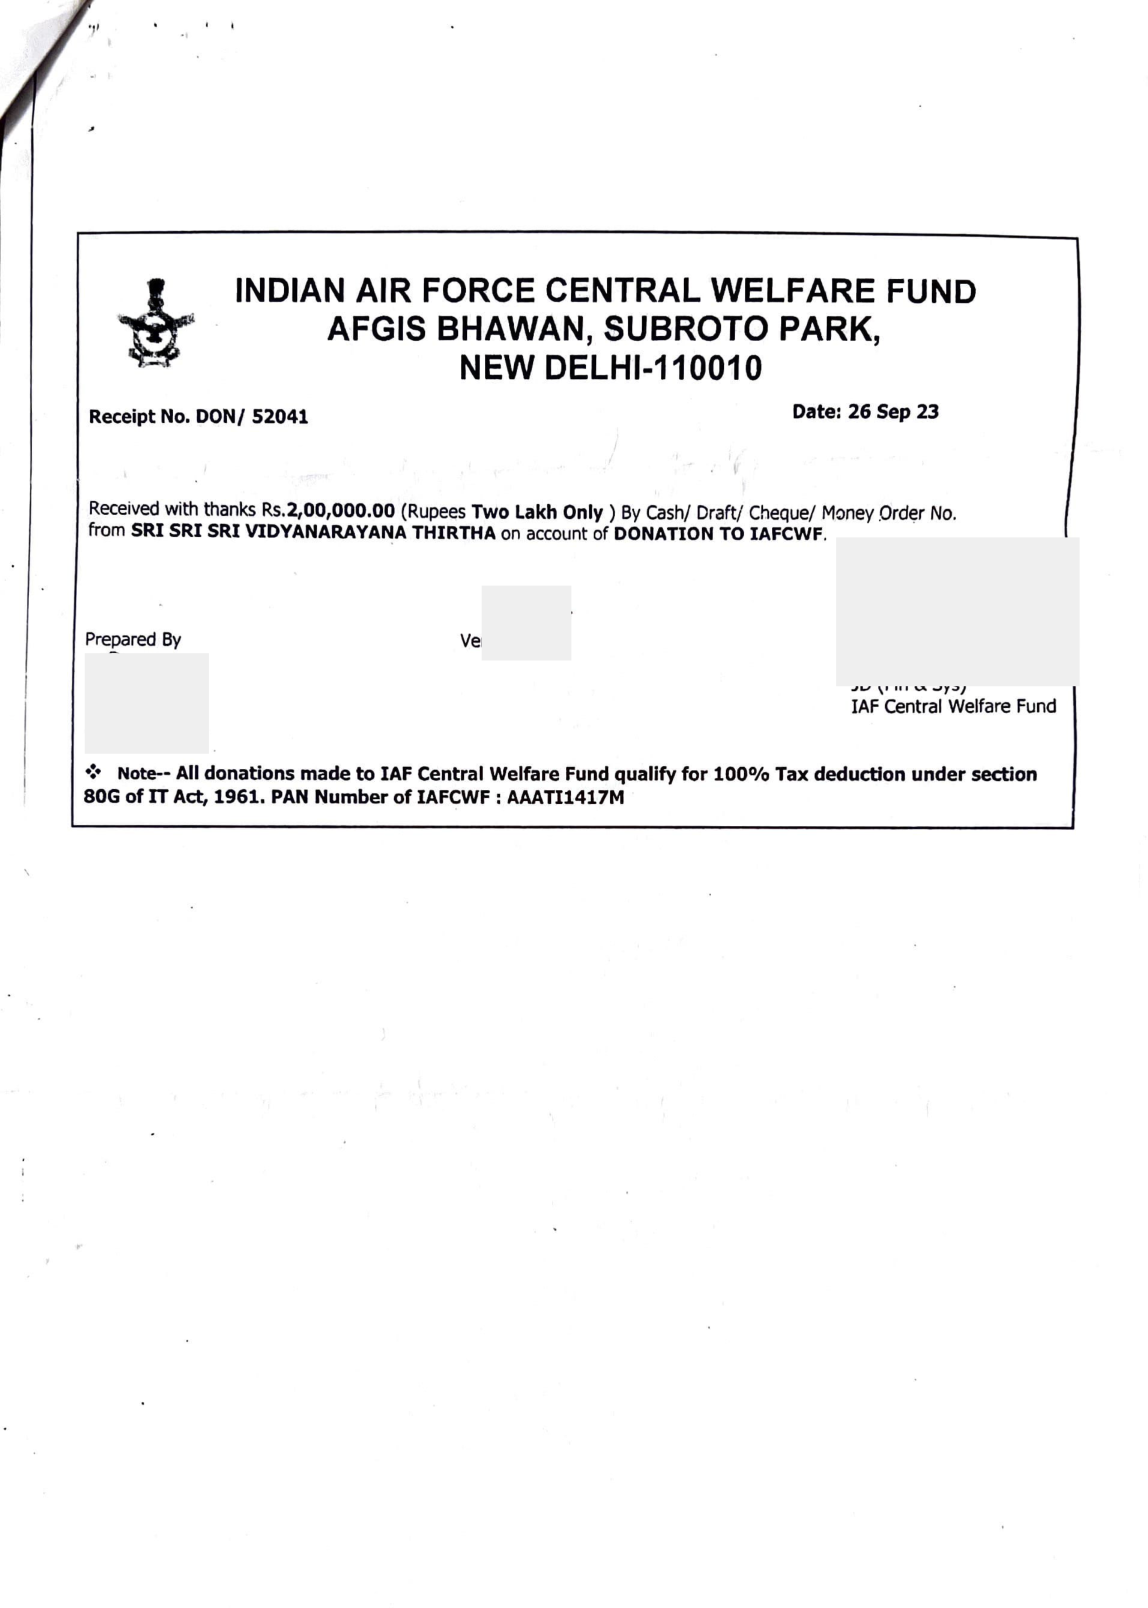 INDIAN AIR FORCE CENTRAL WELFARE FUND
AFGIS BHAWAN, SUBROTO PARK,
NEW DELHI-110010
Receipt No. DON/ 52041 Date: 26 Sep 23
Received with thanks Rs.2,00,000.00 (Rupees Two Lakh Only ) By Cash/ Draft/ Cheque/ Money Order No.
from SRI SRI SRI VIDYANARAYANA THIRTHA on account of DONATION TO IAFCWF.
Prepared By
IAF Central Welfare Fund
❖ Note-- All donations made to IAF Central Welfare Fund qualify for 100% Tax deduction under section
80G of IT Act, 1961. PAN Number of IAFCWF : AAATI1417M